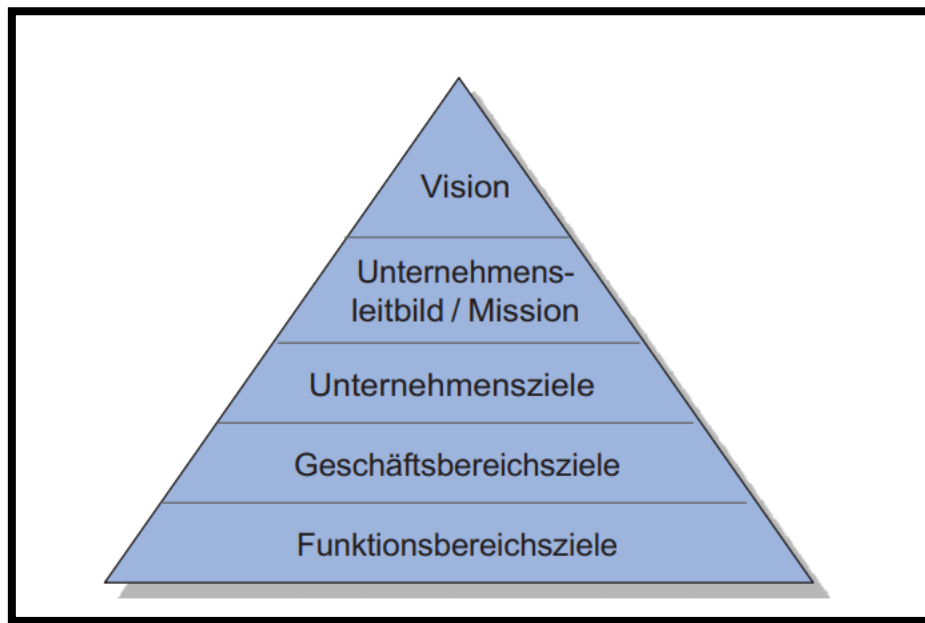 Vision
Unternehmens-
leitbild / Mission
Unternehmensziele
Geschäftsbereichsziele
Funktionsbereichsziele